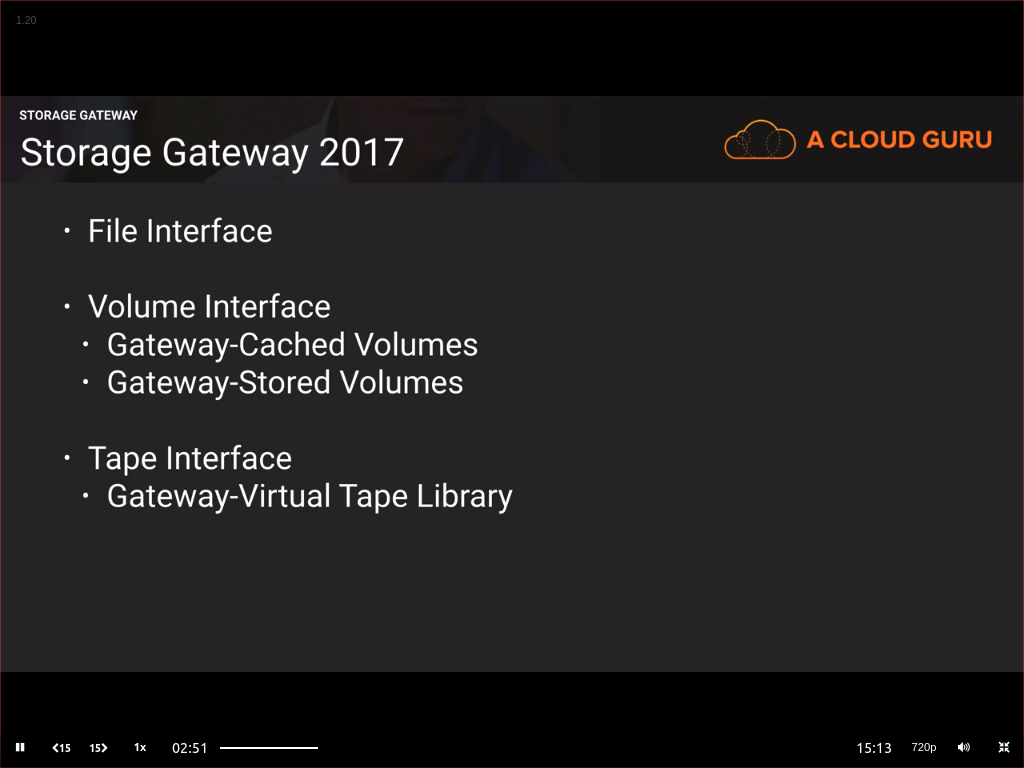 1.20
STORAGE GATEWAY
Storage Gateway 2017
A CLOUD GURU
• File Interface
• Volume Interface
• Gateway-Cached Volumes
• Gateway-Stored Volumes
• Tape Interface
• Gateway-Virtual Tape Library
15 15 1x 02:51 15:13 720p